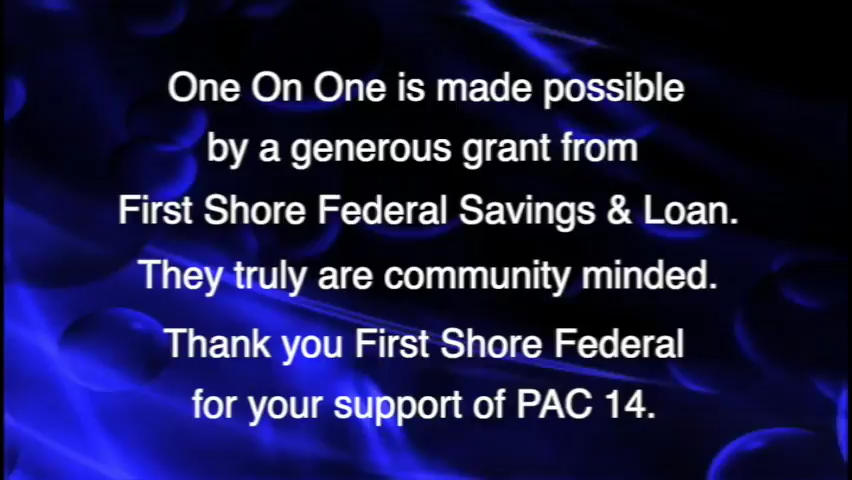 One On One is made possible
by a generous grant from
First Shore Federal Savings & Loan.
They truly are community minded.
Thank you First Shore Federal
for your support of PAC 14.